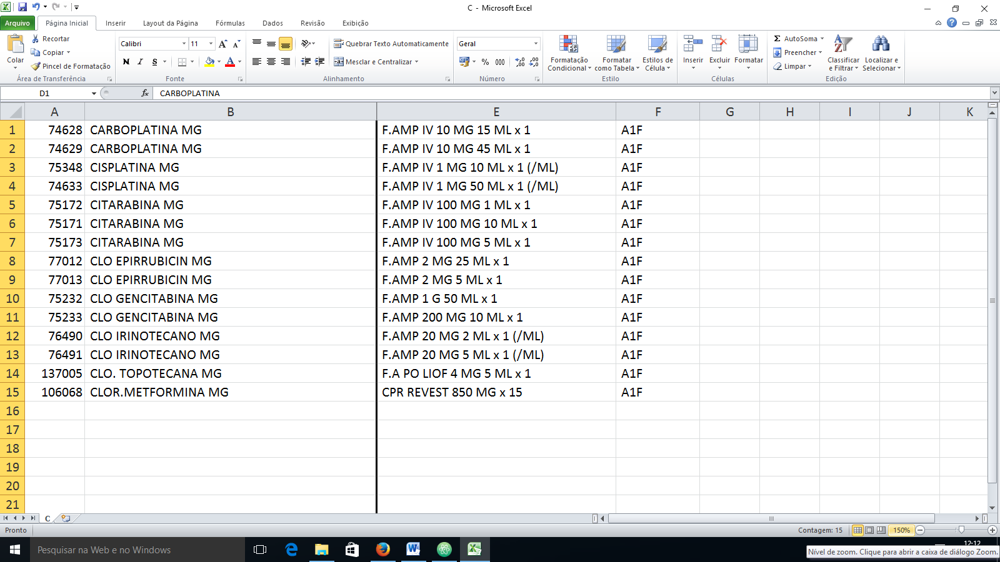 C - Microsoft Excel
Arquivo Página Inicial Inserir Layout da Página Fórmulas Dados Revisão Exibição
Colar
Recortar
Copiar
Pincel de Formatação
Área de Transferência
Calibri 11
N I S
Fonte
Quebrar Texto Automaticamente
Mesclar e Centralizar
Alinhamento
Geral
% 000
Número
Formatação Condicional
Formatar como Tabela
Estilos de Célula
Estilo
Inserir Excluir Formatar
Células
Σ AutoSoma
Preencher
Limpar
Classificar e Filtrar
Localizar e Selecionar
Edição
D1 fx CARBOPLATINA
A B E F G H I J K
1 74628 CARBOPLATINA MG F.AMP IV 10 MG 15 ML x 1 A1F
2 74629 CARBOPLATINA MG F.AMP IV 10 MG 45 ML x 1 A1F
3 75348 CISPLATINA MG F.AMP IV 1 MG 10 ML x 1 (/ML) A1F
4 74633 CISPLATINA MG F.AMP IV 1 MG 50 ML x 1 (/ML) A1F
5 75172 CITARABINA MG F.AMP IV 100 MG 1 ML x 1 A1F
6 75171 CITARABINA MG F.AMP IV 100 MG 10 ML x 1 A1F
7 75173 CITARABINA MG F.AMP IV 100 MG 5 ML x 1 A1F
8 77012 CLO EPIRRUBICIN MG F.AMP 2 MG 25 ML x 1 A1F
9 77013 CLO EPIRRUBICIN MG F.AMP 2 MG 5 ML x 1 A1F
10 75232 CLO GENCITABINA MG F.AMP 1 G 50 ML x 1 A1F
11 75233 CLO GENCITABINA MG F.AMP 200 MG 10 ML x 1 A1F
12 76490 CLO IRINOTECANO MG F.AMP 20 MG 2 ML x 1 (/ML) A1F
13 76491 CLO IRINOTECANO MG F.AMP 20 MG 5 ML x 1 (/ML) A1F
14 137005 CLO. TOPOTECANA MG F.A PO LIOF 4 MG 5 ML x 1 A1F
15 106068 CLOR.METFORMINA MG CPR REVEST 850 MG x 15 A1F
16
17
18
19
20
21
C
Pronto Contagem: 15 150%
Pesquisar na Web e no Windows
12:12
Nível de zoom. Clique para abrir a caixa de diálogo Zoom.